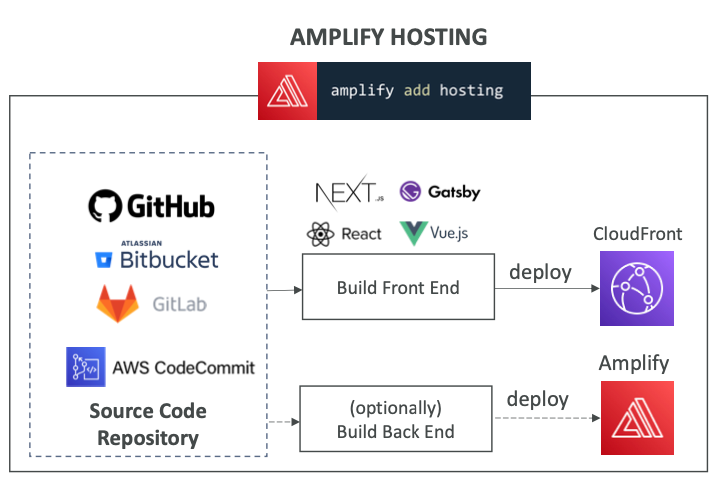 AMPLIFY HOSTING
amplify add hosting
GitHub
ATLASSIAN
Bitbucket
GitLab
AWS CodeCommit
Source Code
Repository
NEXT.JS
Gatsby
React
Vue.js
Build Front End
deploy
CloudFront
(optionally)
Build Back End
deploy
Amplify